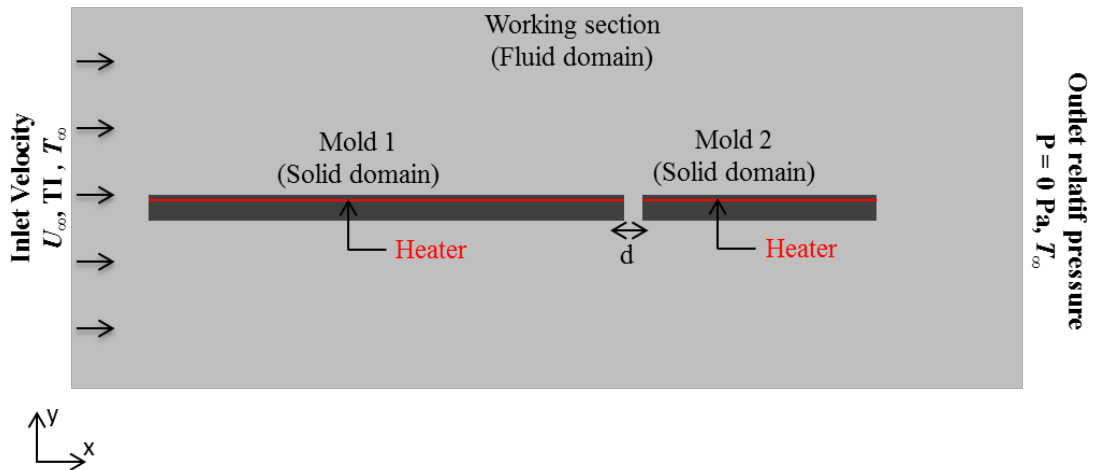 Working section
(Fluid domain)
Inlet Velocity
U∞, TI , T∞
Mold 1
(Solid domain)
Mold 2
(Solid domain)
Heater
d
Heater
Outlet relatif pressure
P = 0 Pa, T∞
y
x